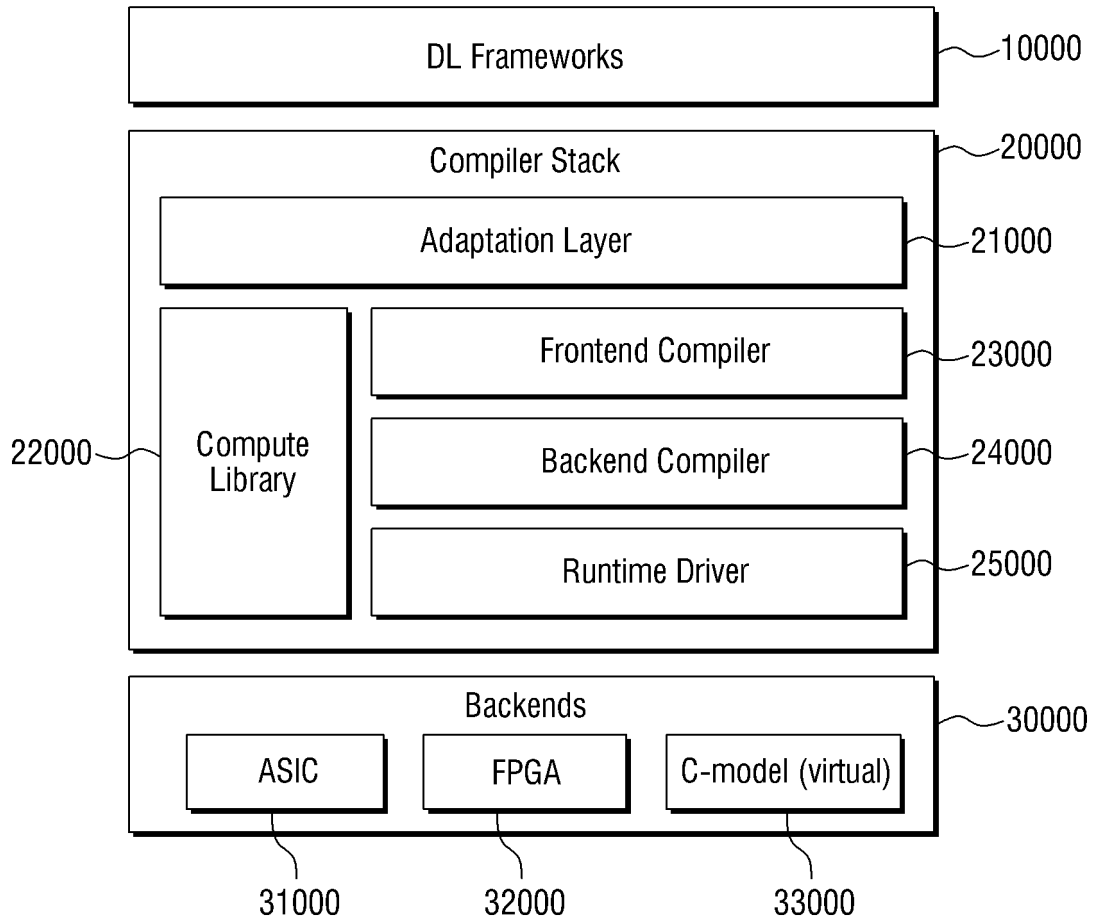 DL Frameworks
10000
Compiler Stack
20000
Adaptation Layer
21000
Frontend Compiler
23000
22000
Compute
Library
Backend Compiler
24000
Runtime Driver
25000
Backends
30000
ASIC
FPGA
C-model (virtual)
31000
32000
33000